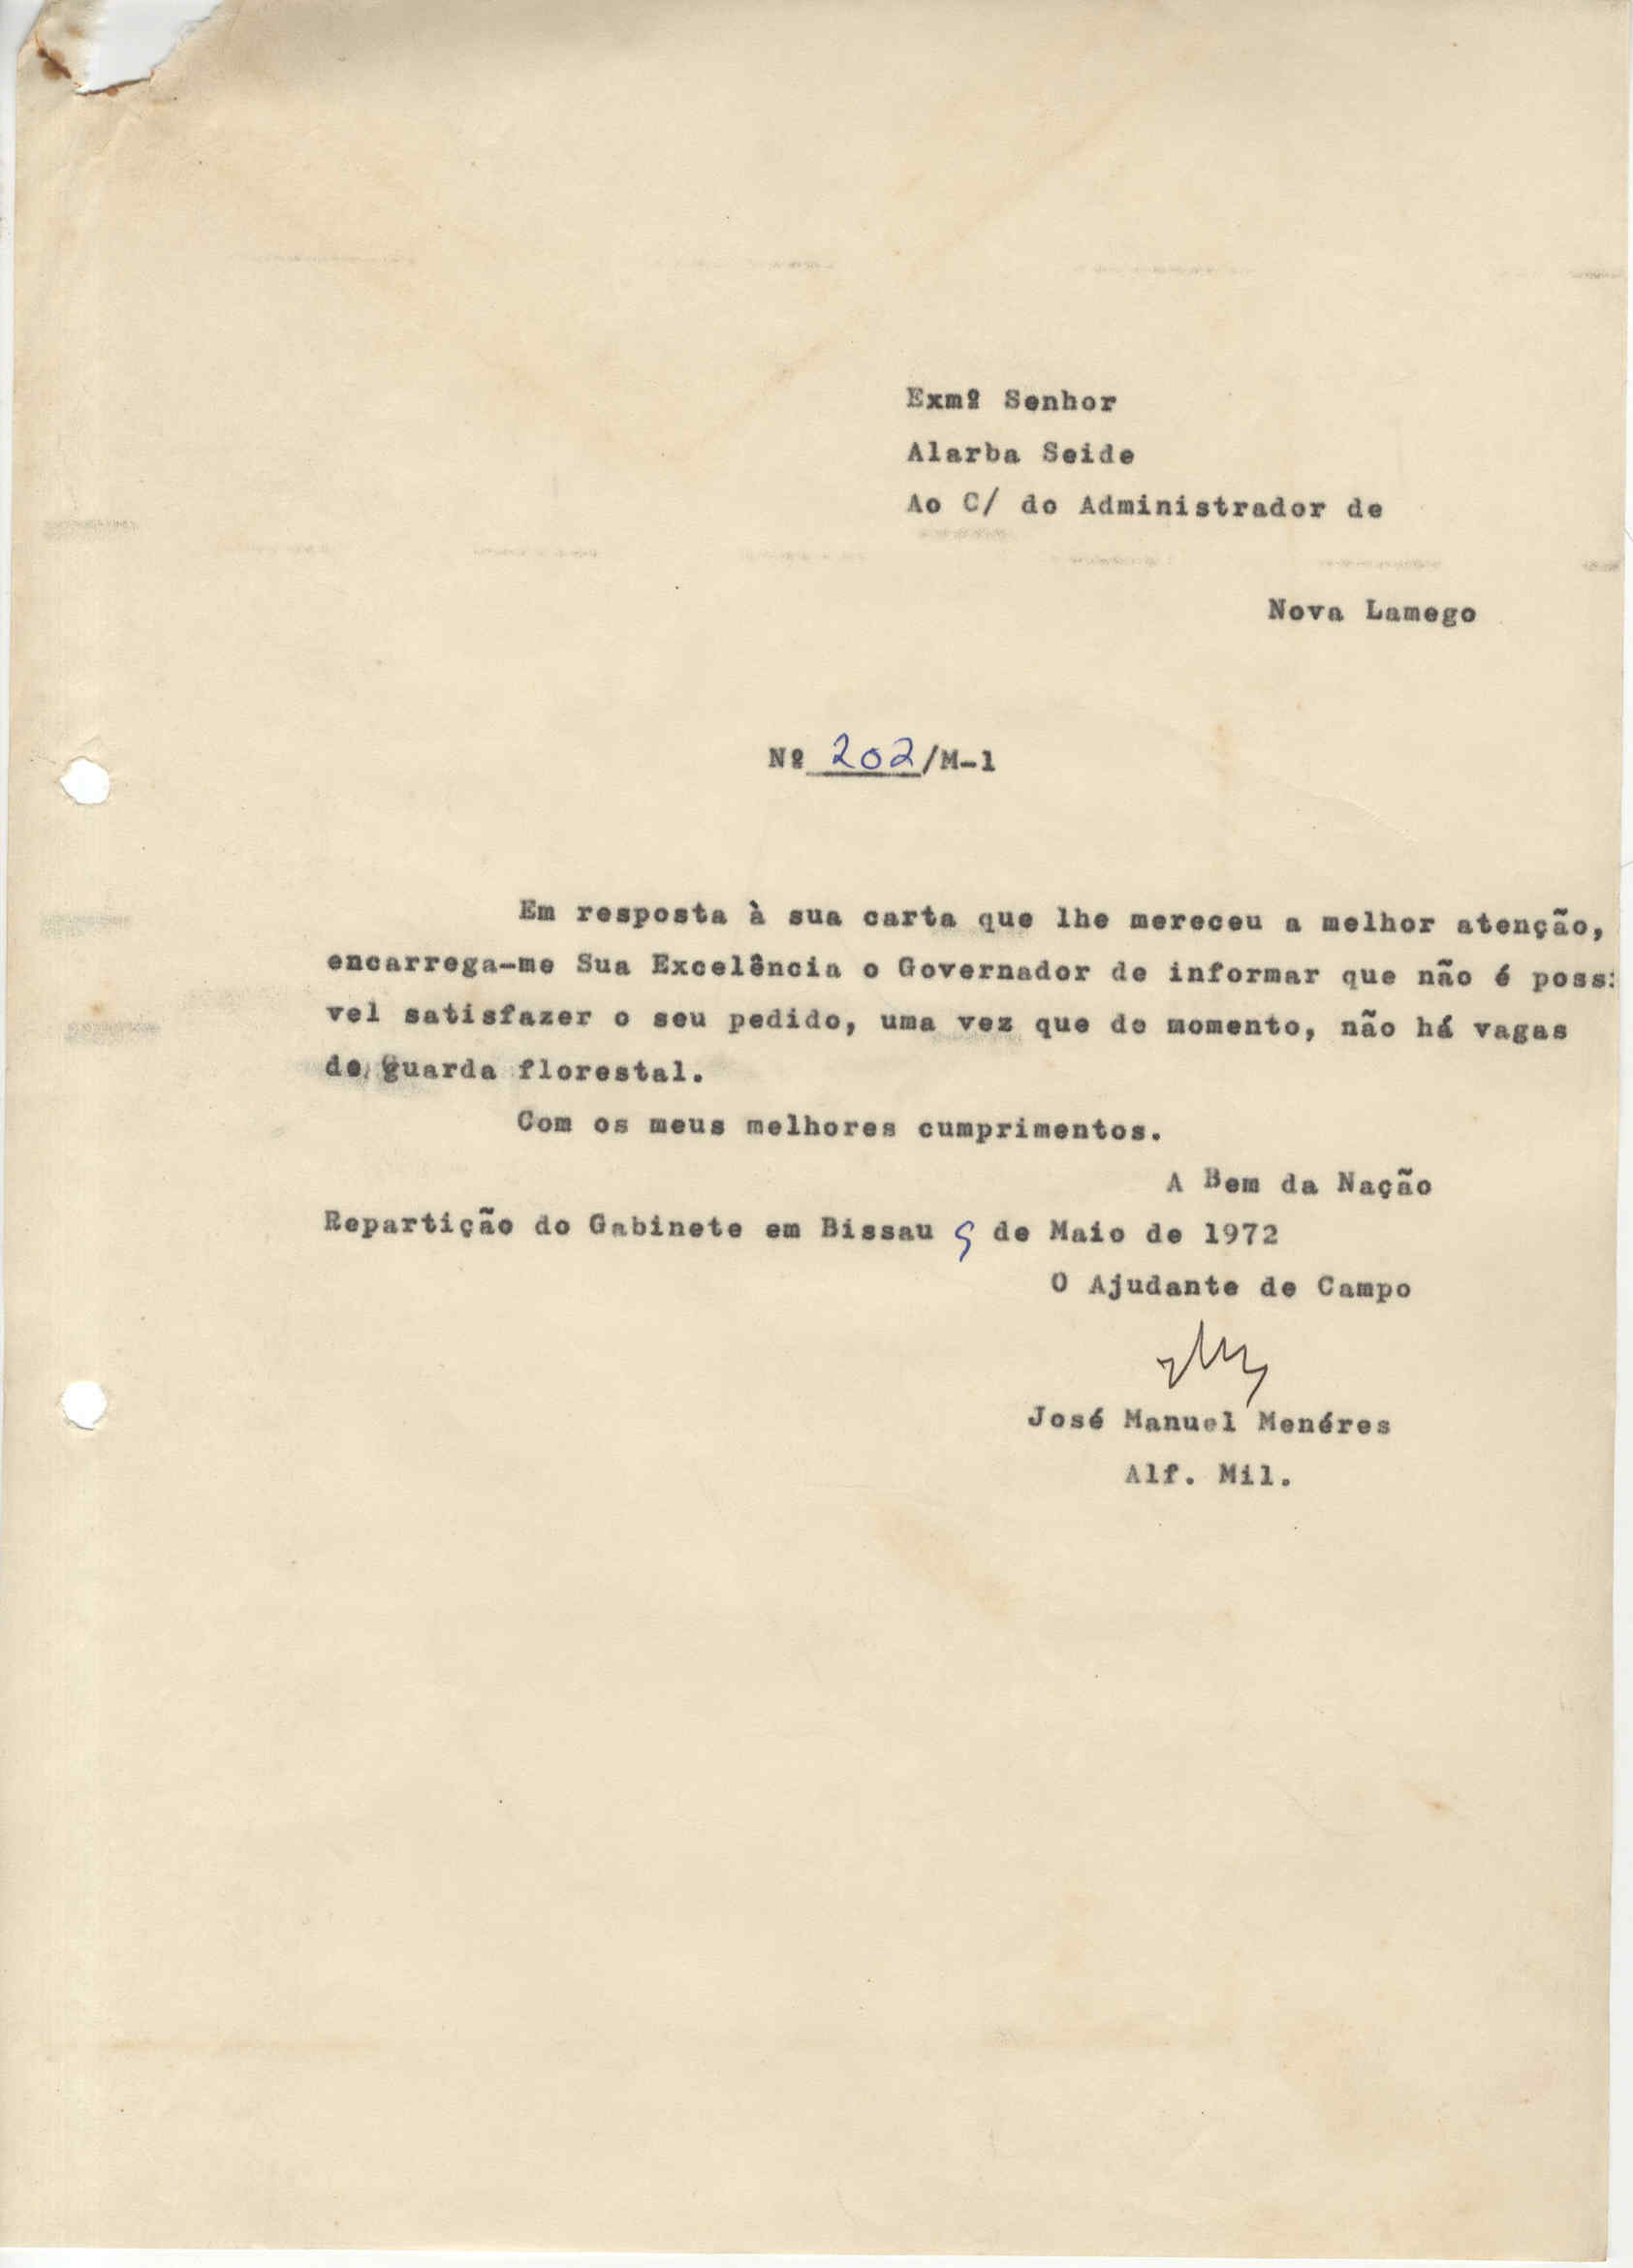 Exmº Senhor
Alarba Seide
Ao C/ do Administrador de
Nova Lamego
Nº 202/M-1
Em resposta à sua carta que lhe mereceu a melhor atenção,
encarrega-me Sua Excelência o Governador de informar que não é possí
vel satisfazer o seu pedido, uma vez que de momento, não há vagas
de guarda florestal.
Com os meus melhores cumprimentos.
A Bem da Nação
Repartição do Gabinete em Bissau de Maio de 1972
O Ajudante de Campo
José Manuel Menéres
Alf. Mil.